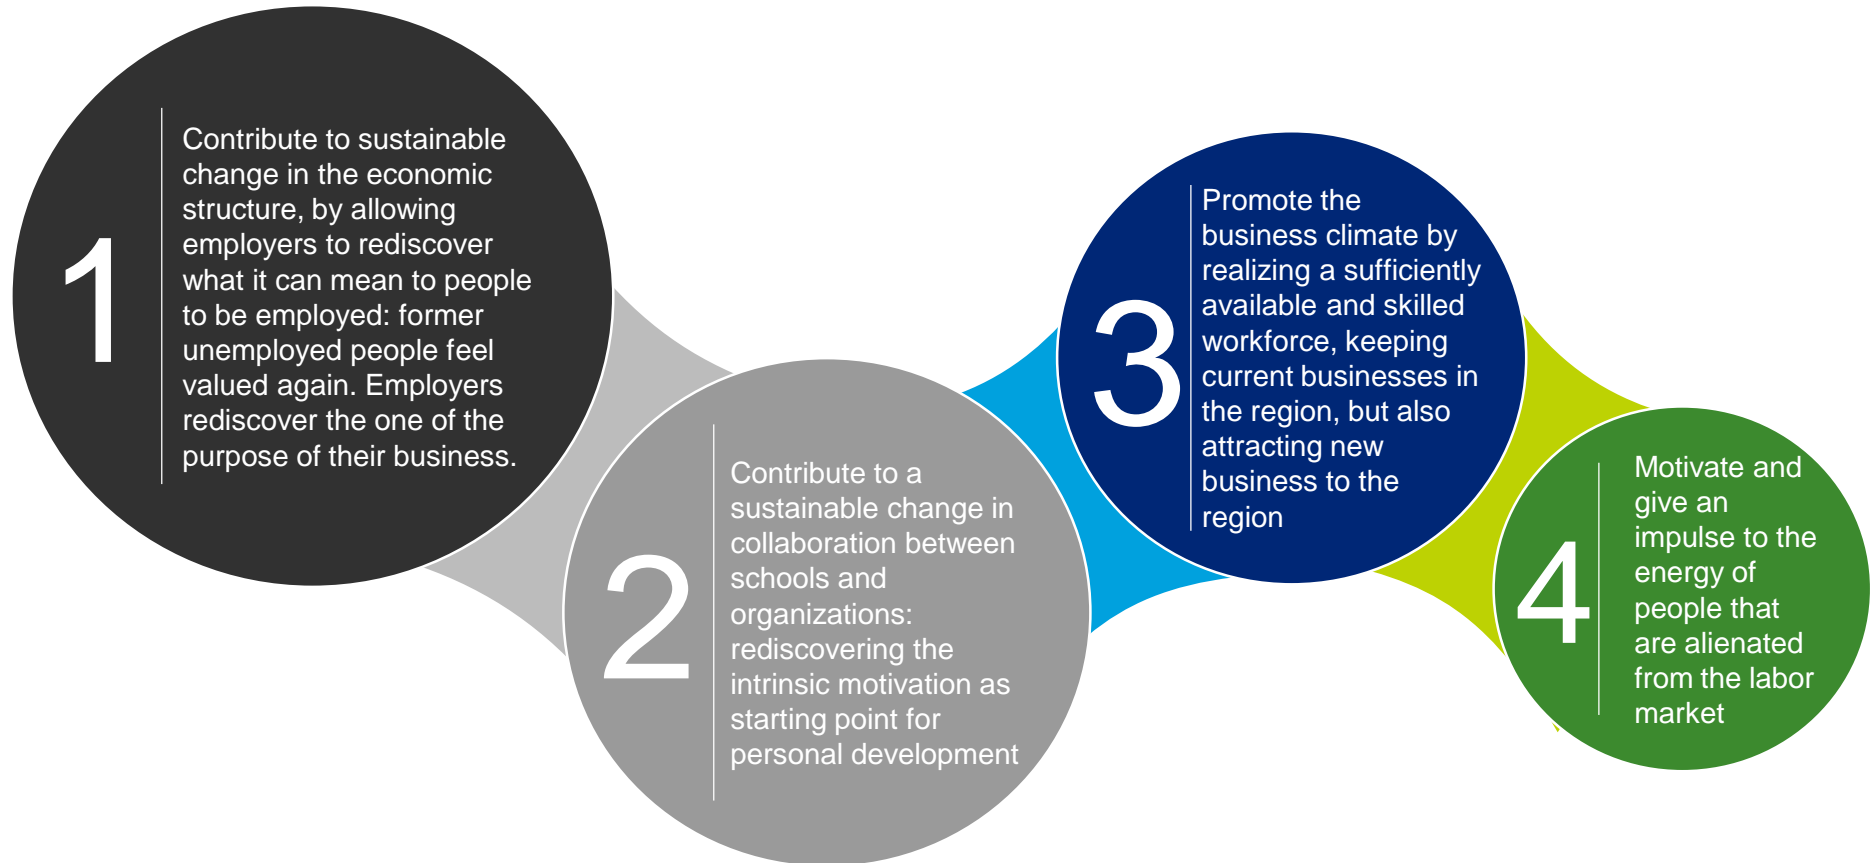 1
Contribute to sustainable
change in the economic
structure, by allowing
employers to rediscover
what it can mean to people
to be employed: former
unemployed people feel
valued again. Employers
rediscover the one of the
purpose of their business.
2
Contribute to a
sustainable change in
collaboration between
schools and
organizations:
rediscovering the
intrinsic motivation as
starting point for
personal development
3
Promote the
business climate by
realizing a sufficiently
available and skilled
workforce, keeping
current businesses in
the region, but also
attracting new
business to the
region
4
Motivate and
give an
impulse to the
energy of
people that
are alienated
from the labor
market